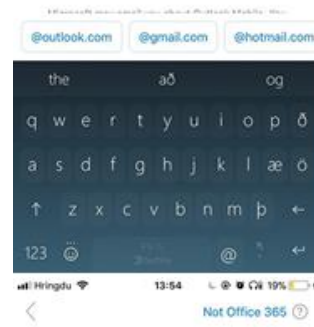 @outlook.com @gmail.com @hotmail.com
the að og
q w e r t y u i o p ð
a s d f g h j k l æ ö
z x c v b n m þ
123 @
Hringdu 13:54 19%
Not Office 365